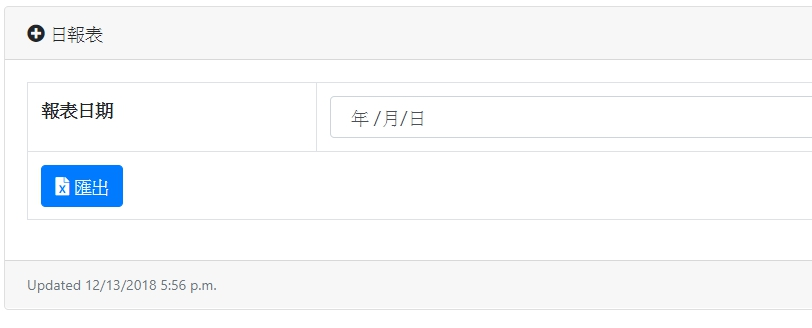 日報表
報表日期
年 /月/日
匯出
Updated 12/13/2018 5:56 p.m.